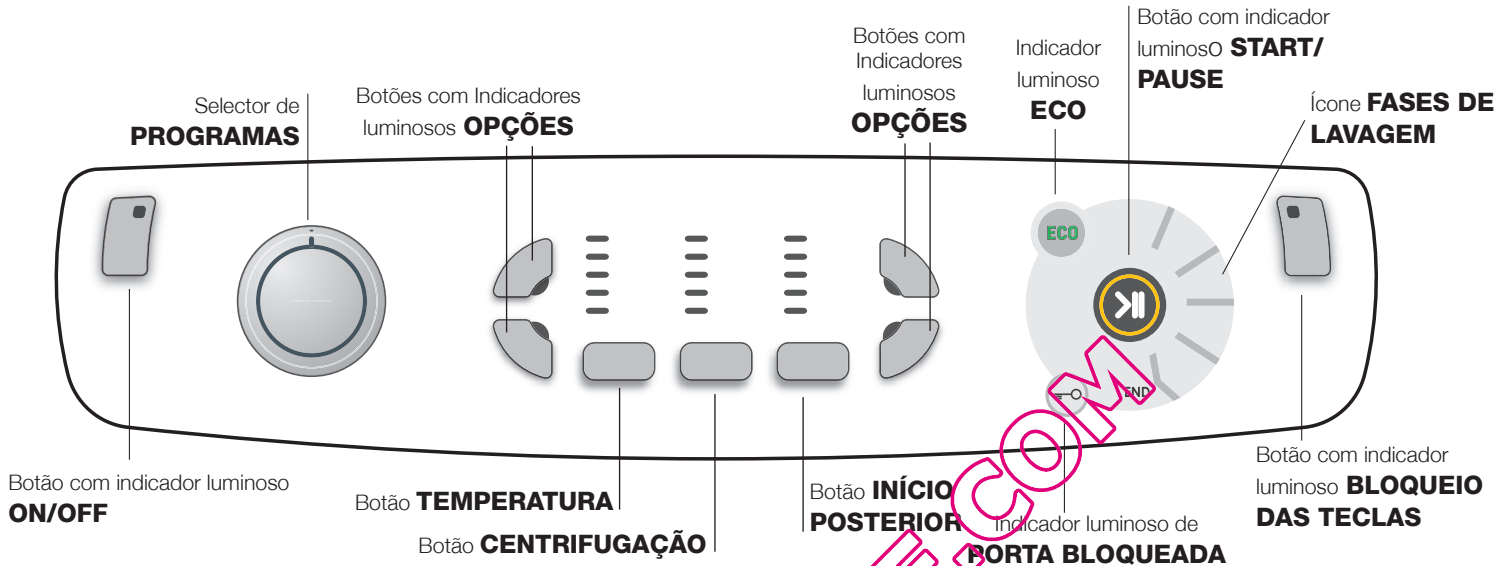 Selector de
PROGRAMAS
Botões com Indicadores
luminosos OPÇÕES
Botões com
Indicadores
luminosos
OPÇÕES
Indicador
luminoso
ECO
Botão com indicador
luminosO START/
PAUSE
Ícone FASES DE
LAVAGEM
ECO
END
Botão com indicador luminoso
ON/OFF
Botão TEMPERATURA
Botão CENTRIFUGAÇÃO
Botão INÍCIO
POSTERIOR
Indicador luminoso de
PORTA BLOQUEADA
Botão com indicador
luminoso BLOQUEIO
DAS TECLAS
.COM